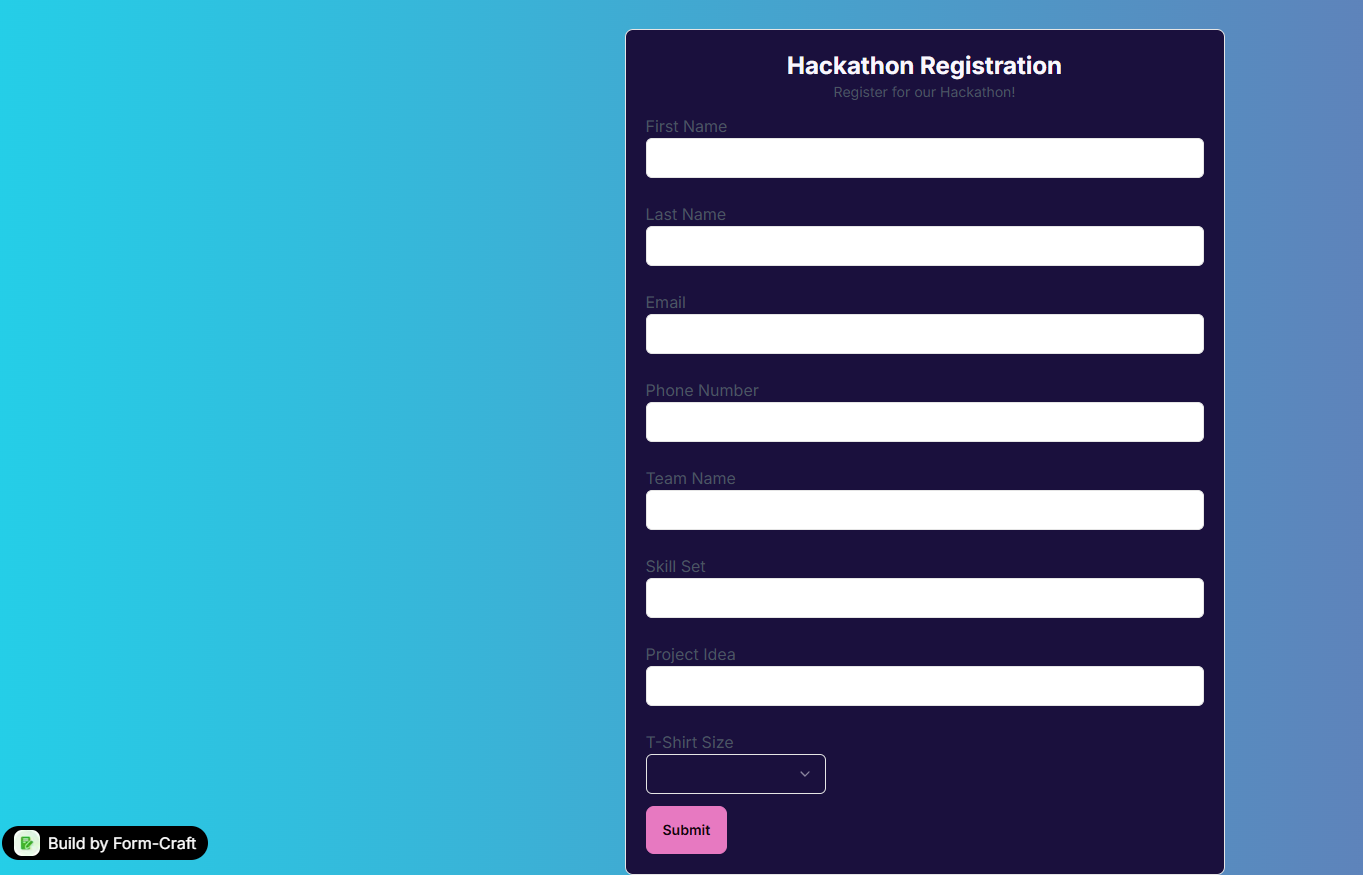 Hackathon Registration
Register for our Hackathon!
First Name
Last Name
Email
Phone Number
Team Name
Skill Set
Project Idea
T-Shirt Size
Submit
Build by Form-Craft